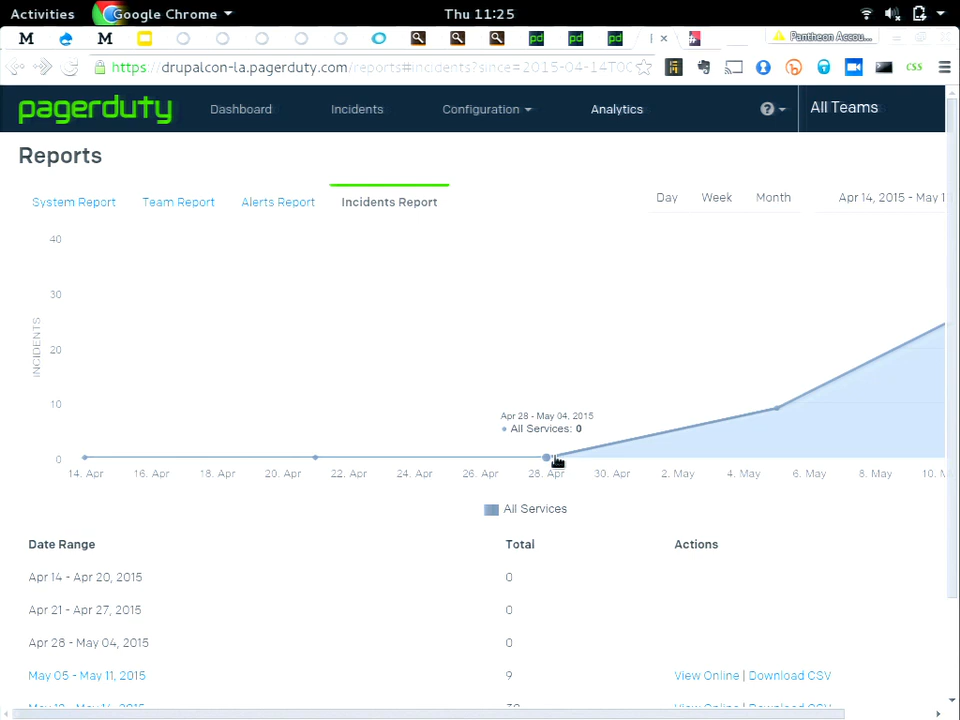 Activities
Google Chrome
Thu 11:25
Pantheon Accou...
https://drupalcon-la.pagerduty.com/reports#incidents?since=2015-04-14T00
css
pagerduty
Dashboard
Incidents
Configuration
Analytics
?
All Teams
Reports
System Report
Team Report
Alerts Report
Incidents Report
Day
Week
Month
Apr 14, 2015 - May 1
40
30
20
10
0
INCIDENTS
Apr 28 - May 04, 2015
All Services: 0
14. Apr
16. Apr
18. Apr
20. Apr
22. Apr
24. Apr
26. Apr
28. Apr
30. Apr
2. May
4. May
6. May
8. May
10. M
All Services
Date Range
Total
Actions
Apr 14 - Apr 20, 2015
0
Apr 21 - Apr 27, 2015
0
Apr 28 - May 04, 2015
0
May 05 - May 11, 2015
9
View Online | Download CSV